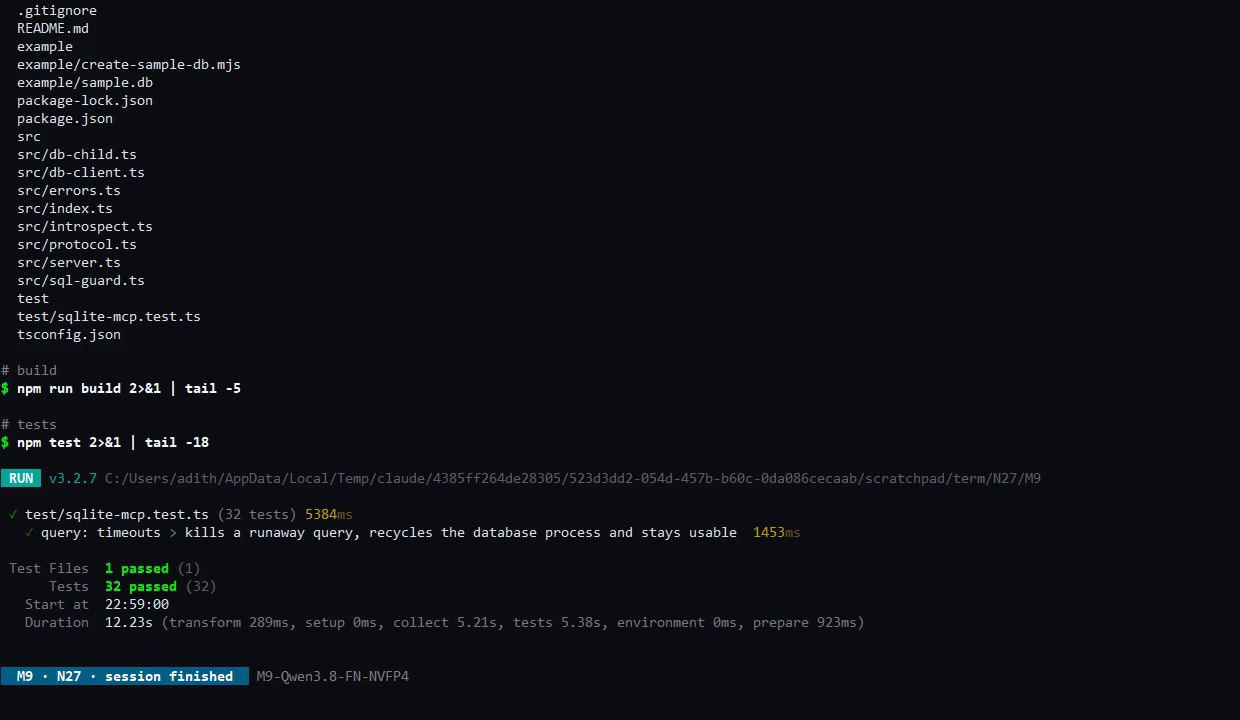 .gitignore
README.md
example
example/create-sample-db.mjs
example/sample.db
package-lock.json
package.json
src
src/db-child.ts
src/db-client.ts
src/errors.ts
src/index.ts
src/introspect.ts
src/protocol.ts
src/server.ts
src/sql-guard.ts
test
test/sqlite-mcp.test.ts
tsconfig.json
# build
$ npm run build 2>&1 | tail -5
# tests
$ npm test 2>&1 | tail -18
RUN v3.2.7 C:/Users/adith/AppData/Local/Temp/claude/4385ff264de28305/523d3dd2-054d-457b-b60c-0da086cecaab/scratchpad/term/N27/M9
✓ test/sqlite-mcp.test.ts (32 tests) 5384ms
✓ query: timeouts > kills a runaway query, recycles the database process and stays usable 1453ms
Test Files 1 passed (1)
Tests 32 passed (32)
Start at 22:59:00
Duration 12.23s (transform 289ms, setup 0ms, collect 5.21s, tests 5.38s, environment 0ms, prepare 923ms)
M9 · N27 · session finished M9-Qwen3.8-FN-NVFP4